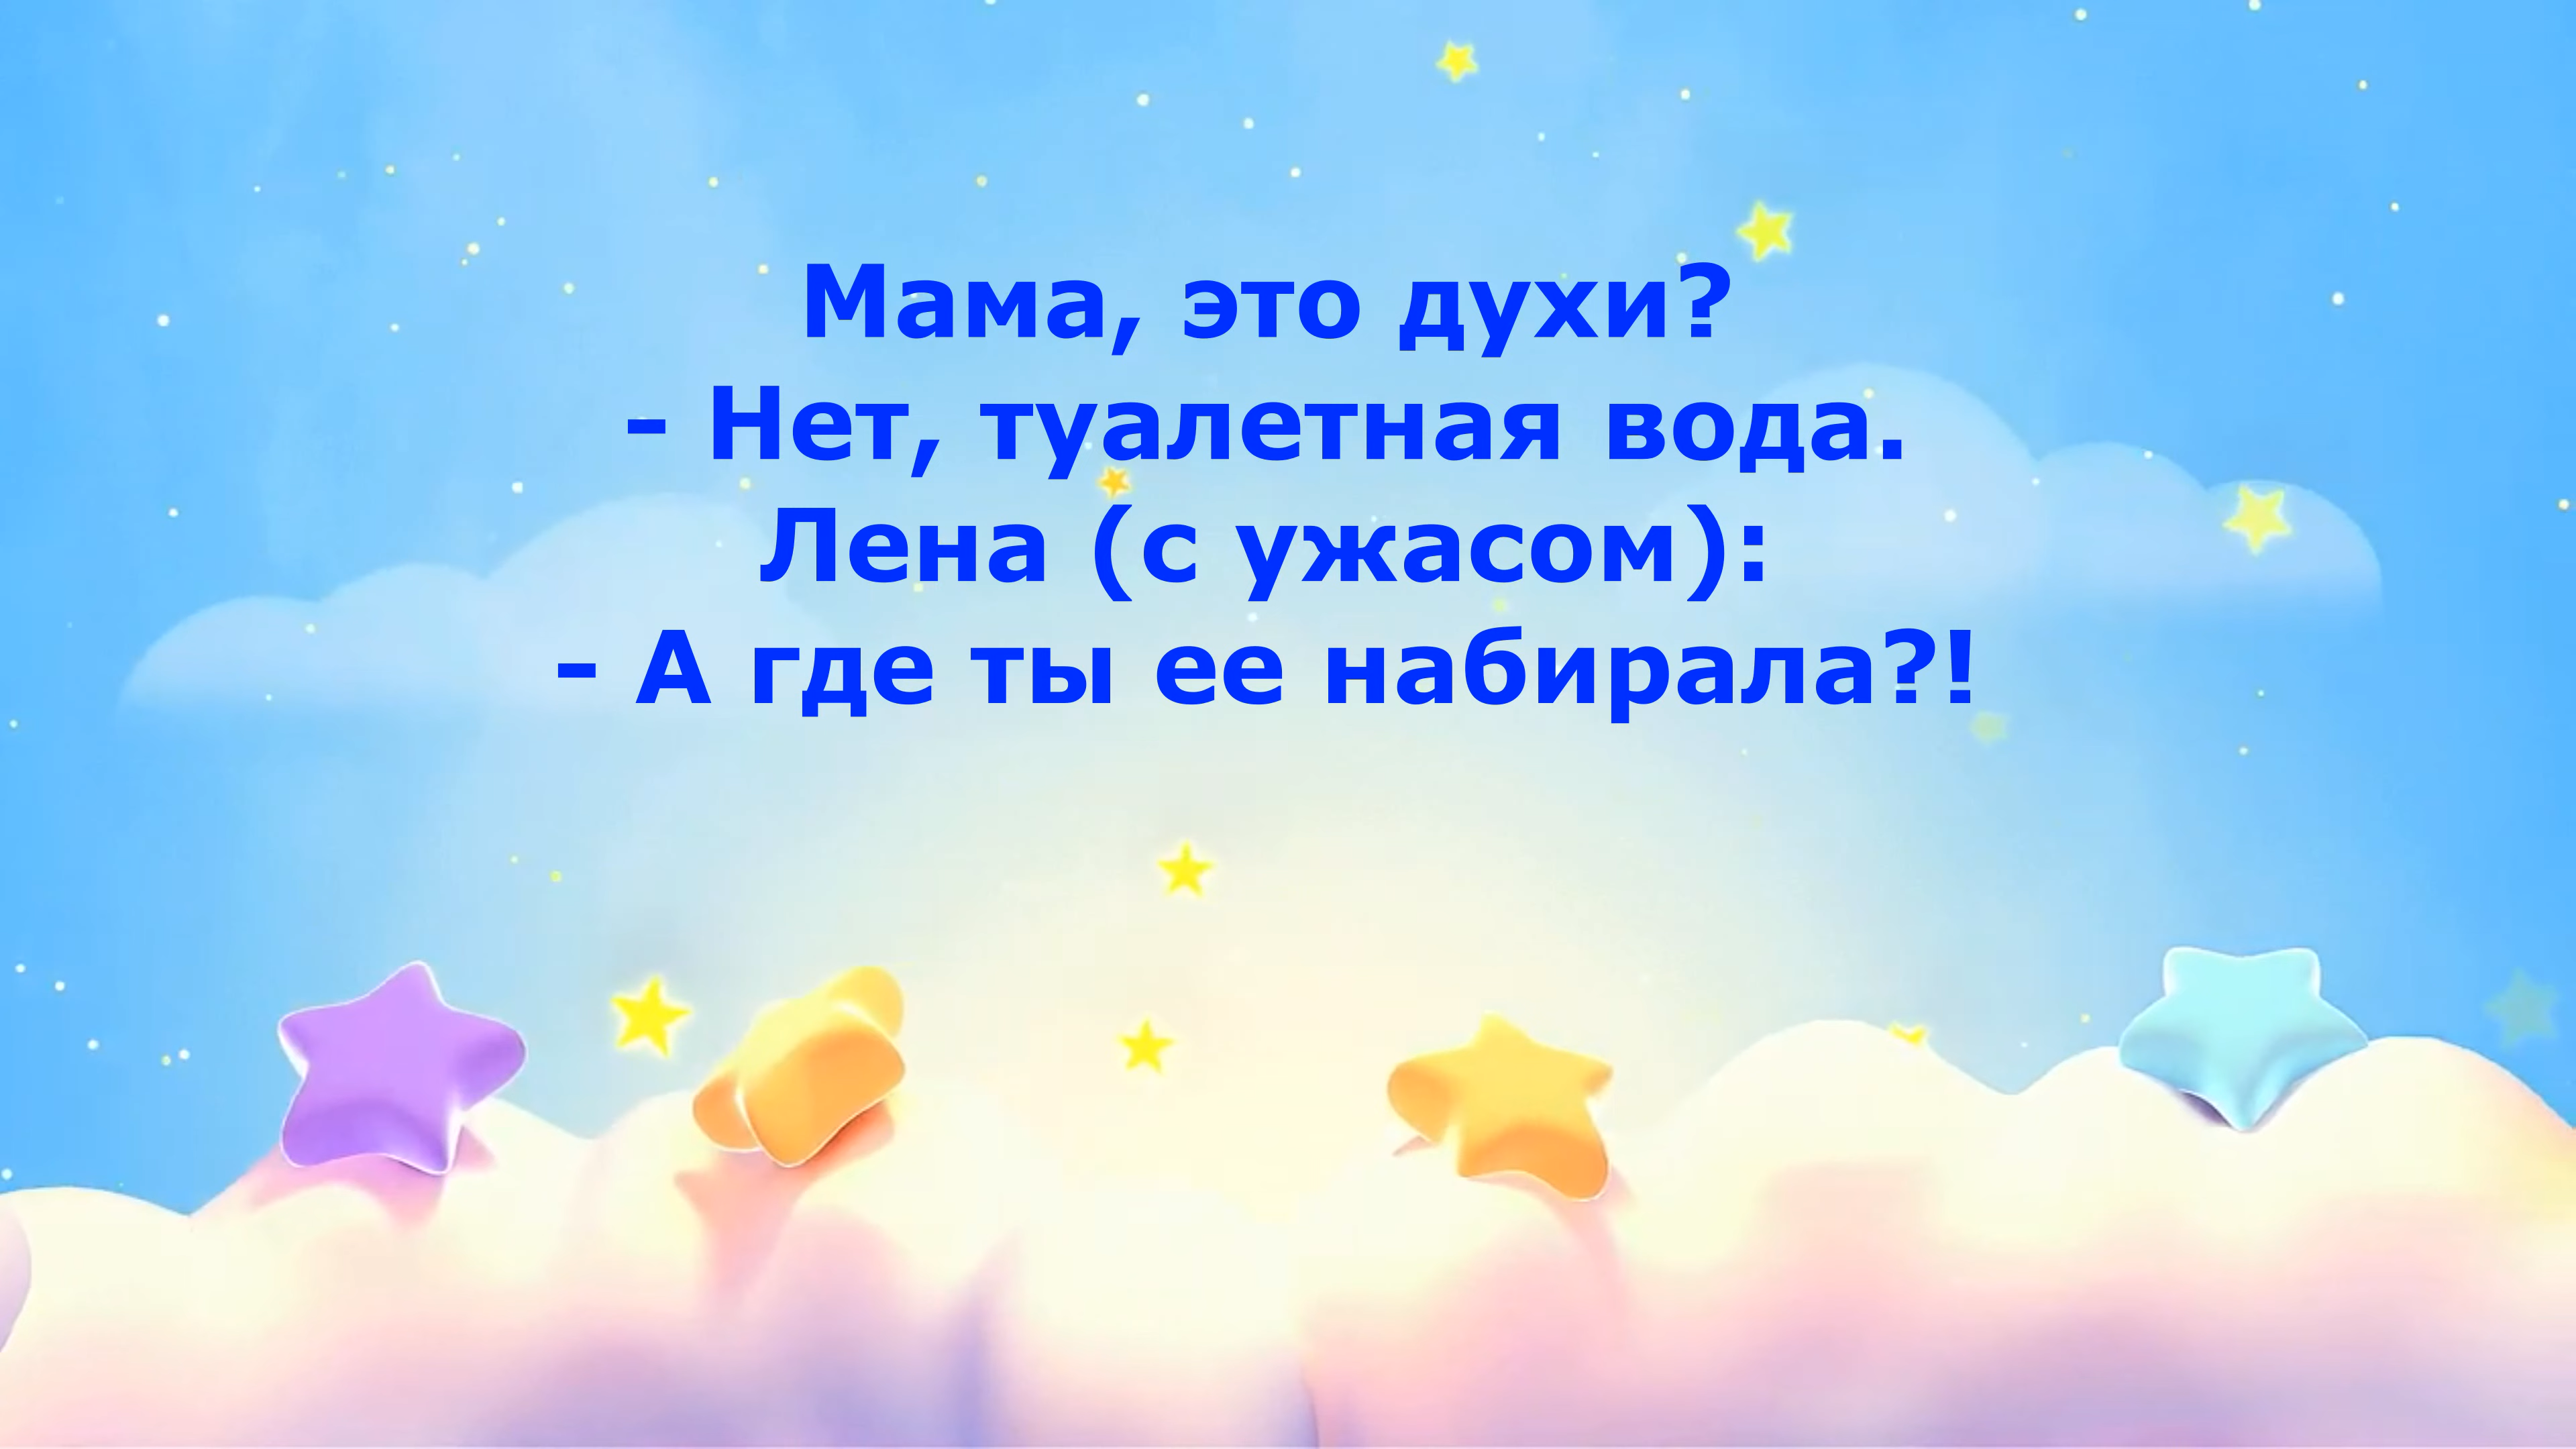 Мама, это духи?
- Нет, туалетная вода.
Лена (с ужасом):
- А где ты ее набирала?!